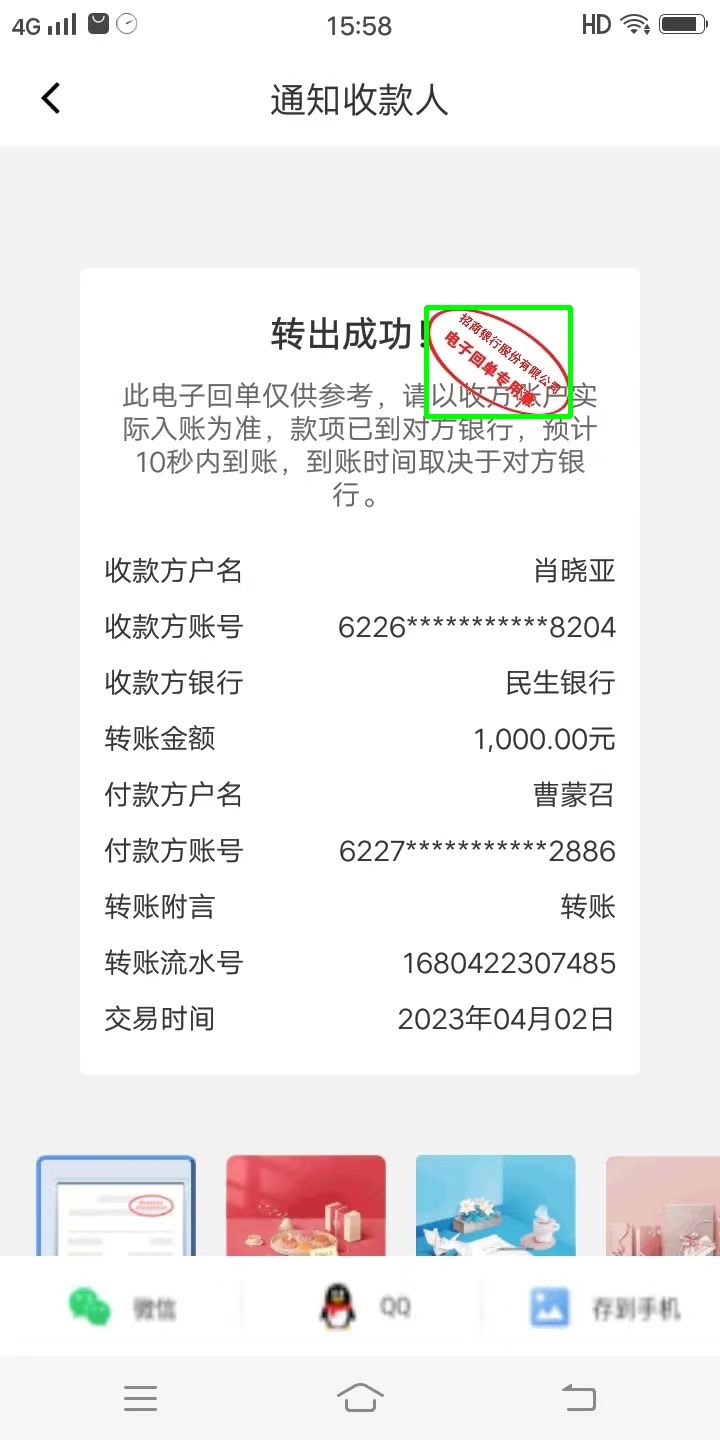 4G 15:58 HD
通知收款人
转出成功!
招商银行股份有限公司
电子回单专用章
此电子回单仅供参考，请以收方账户实
际入账为准，款项已到对方银行，预计
10秒内到账，到账时间取决于对方银
行。
收款方户名 肖晓亚
收款方账号 6226***********8204
收款方银行 民生银行
转账金额 1,000.00元
付款方户名 曹蒙召
付款方账号 6227***********2886
转账附言 转账
转账流水号 1680422307485
交易时间 2023年04月02日
微信 QQ 存到手机